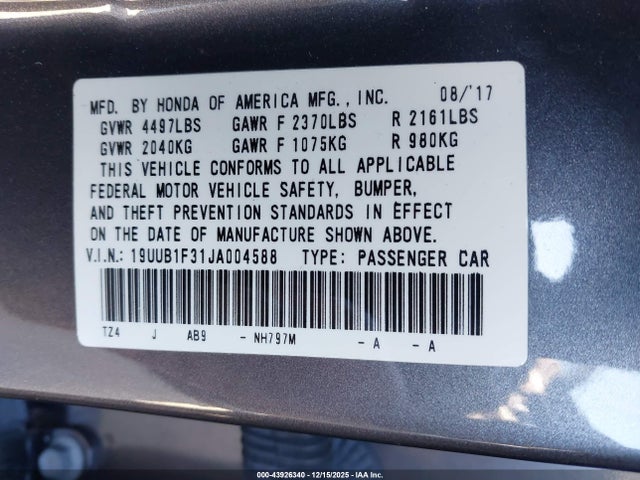 MFD. BY HONDA OF AMERICA MFG., INC. 08/'17
GVWR 4497LBS GAWR F 2370LBS R 2161LBS
GVWR 2040KG GAWR F 1075KG R 980KG
THIS VEHICLE CONFORMS TO ALL APPLICABLE
FEDERAL MOTOR VEHICLE SAFETY, BUMPER,
AND THEFT PREVENTION STANDARDS IN EFFECT
ON THE DATE OF MANUFACTURE SHOWN ABOVE.
V.I.N.: 19UUB1F31JA004588 TYPE: PASSENGER CAR
TZ4 J AB9 - NH797M - A - A
000-43926340 - 12/15/2025 - IAA Inc.